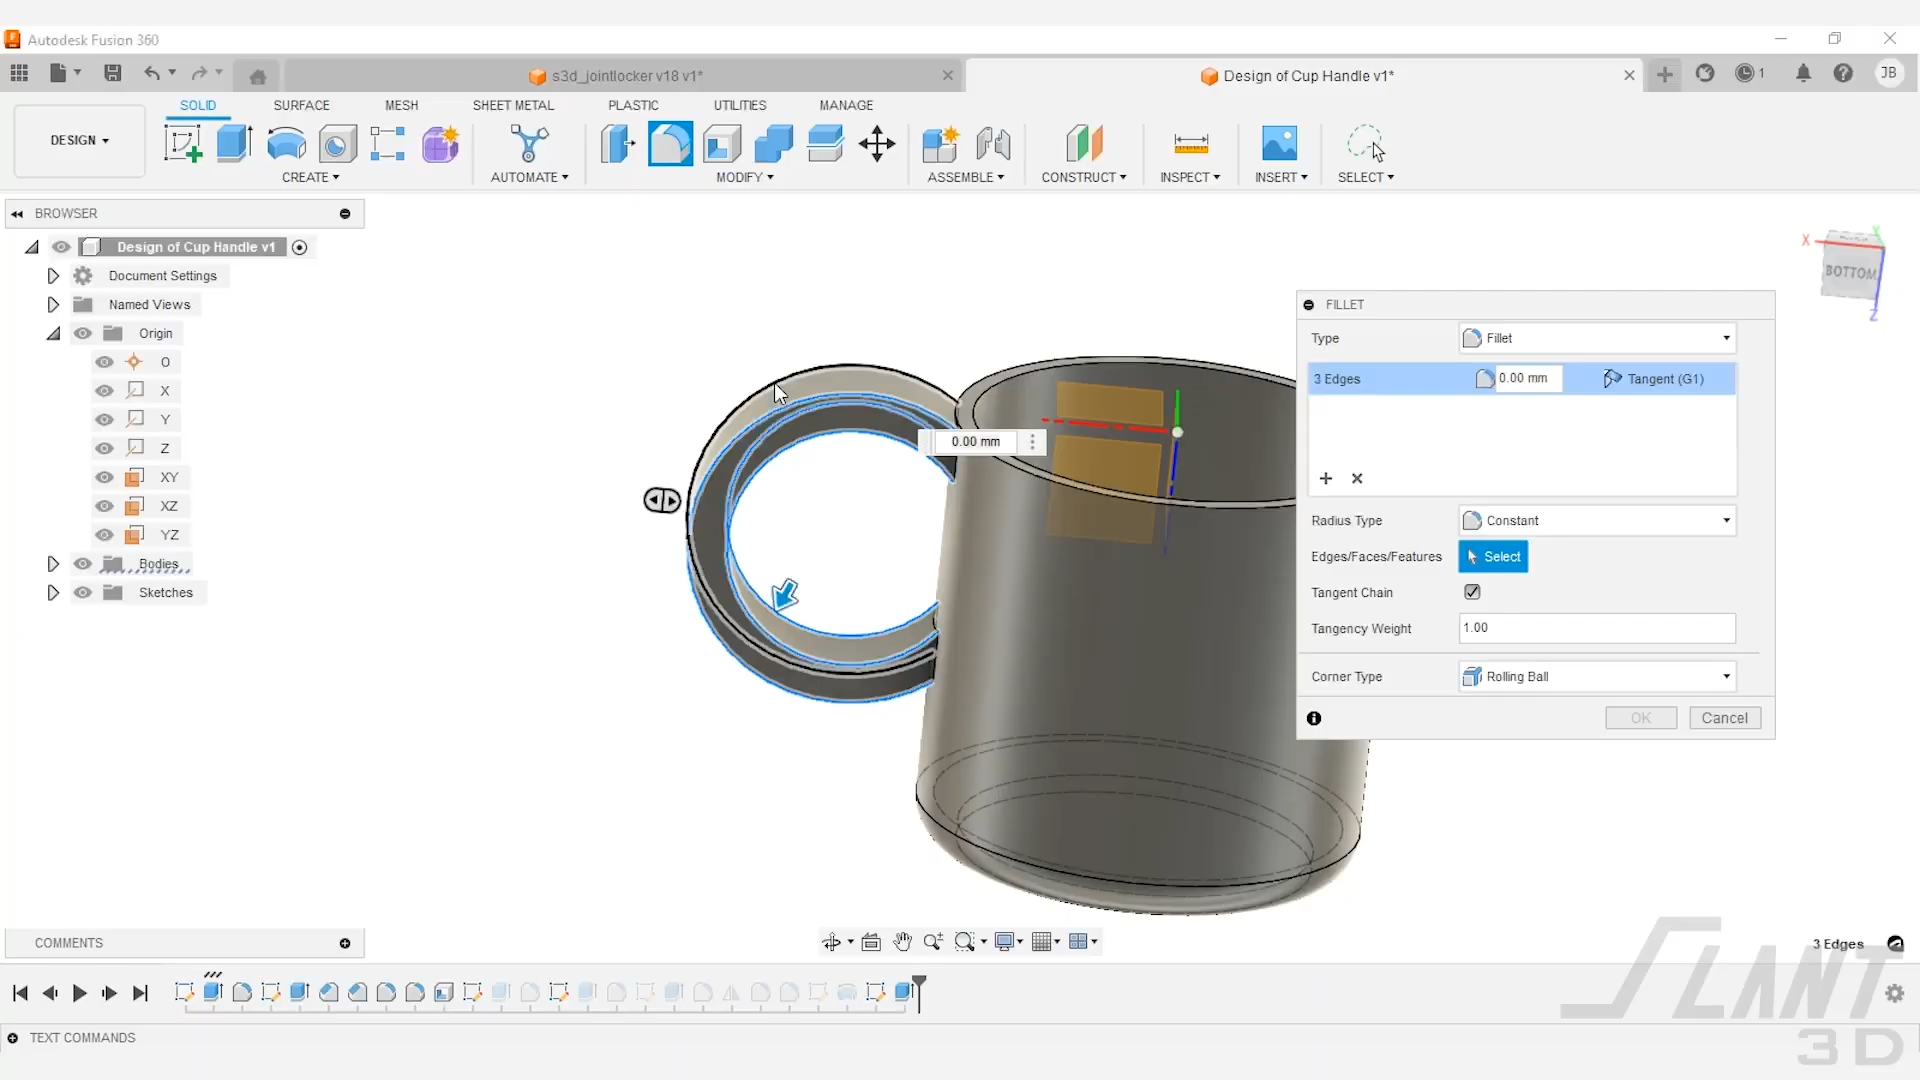 Autodesk Fusion 360
s3d_jointlocker v18 v1*
Design of Cup Handle v1*
1
JB
SOLID SURFACE MESH SHEET METAL PLASTIC UTILITIES MANAGE
DESIGN
CREATE AUTOMATE MODIFY ASSEMBLE CONSTRUCT INSPECT INSERT SELECT
BROWSER
Design of Cup Handle v1
Document Settings
Named Views
Origin
O
X
Y
Z
XY
XZ
YZ
Bodies
Sketches
X
Y
BOTTOM
Z
0.00 mm
FILLET
Type Fillet
3 Edges 0.00 mm Tangent (G1)
Radius Type Constant
Edges/Faces/Features Select
Tangent Chain
Tangency Weight 1.00
Corner Type Rolling Ball
OK Cancel
COMMENTS
3 Edges
SLANT
3D
TEXT COMMANDS